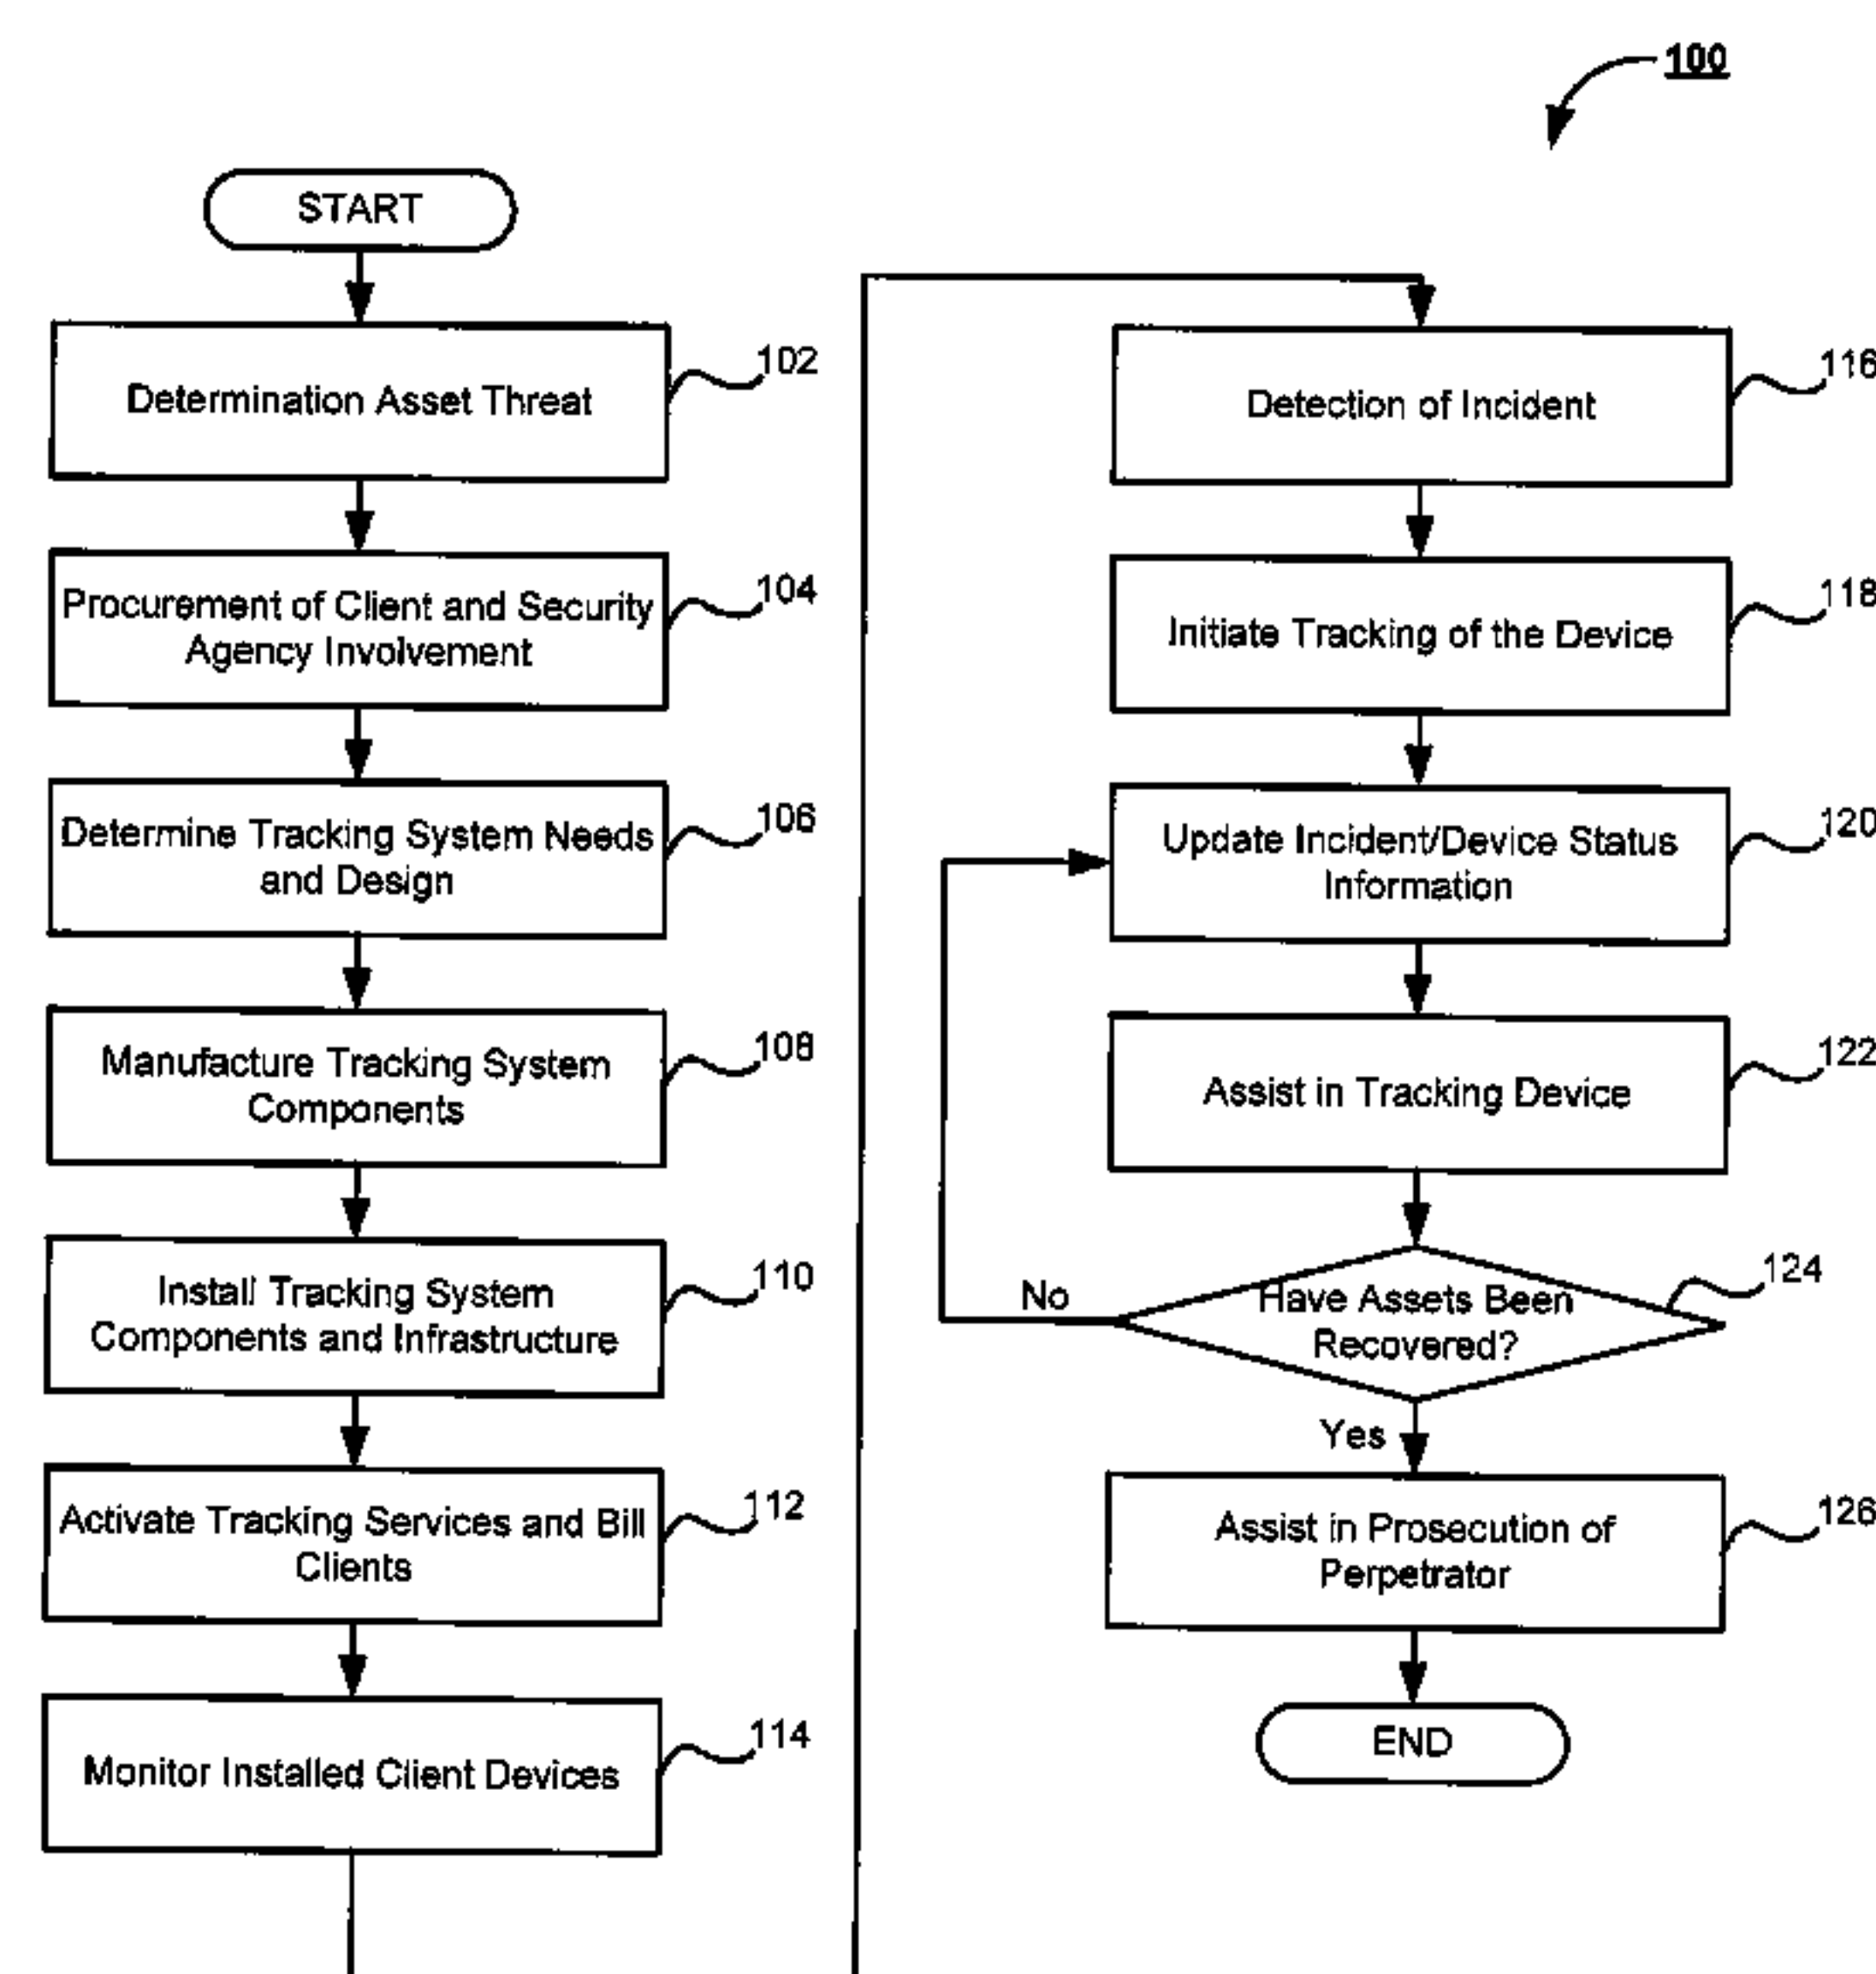 100
START
Determination Asset Threat
102
Procurement of Client and Security
Agency Involvement
104
Determine Tracking System Needs
and Design
106
Manufacture Tracking System
Components
108
Install Tracking System
Components and Infrastructure
110
Activate Tracking Services and Bill
Clients
112
Monitor Installed Client Devices
114
Detection of Incident
116
Initiate Tracking of the Device
118
Update Incident/Device Status
Information
120
Assist in Tracking Device
122
Have Assets Been
Recovered?
124
No
Yes
Assist in Prosecution of
Perpetrator
126
END